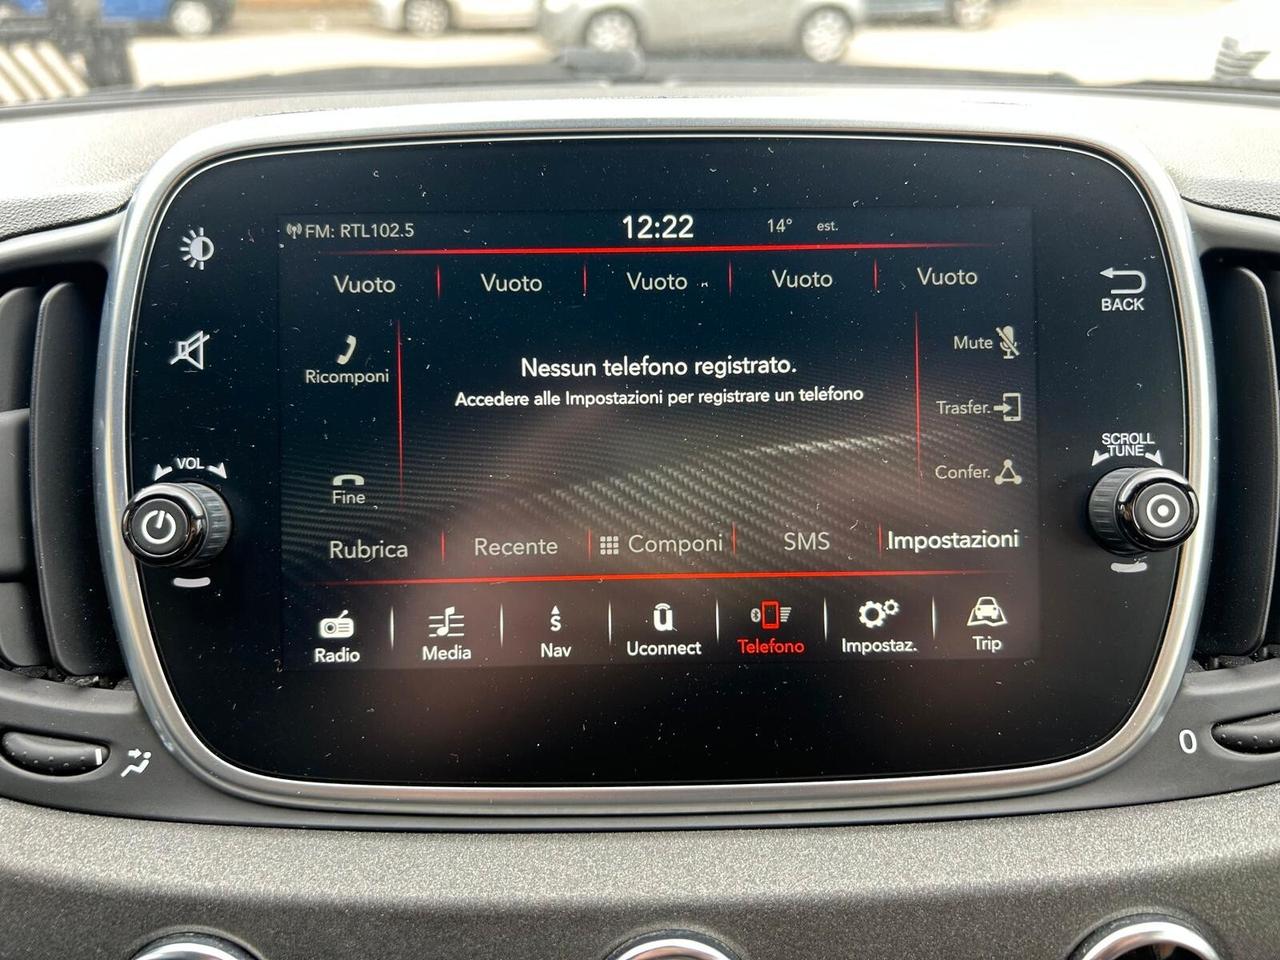 FM: RTL102.5 12:22 14° est.
Vuoto Vuoto Vuoto Vuoto Vuoto
Ricomponi
Nessun telefono registrato.
Accedere alle Impostazioni per registrare un telefono
Mute
Trasfer.
Confer.
Fine
Rubrica Recente Componi SMS Impostazioni
Radio Media Nav Uconnect Telefono Impostaz. Trip
VOL
BACK
SCROLL
TUNE
S
0